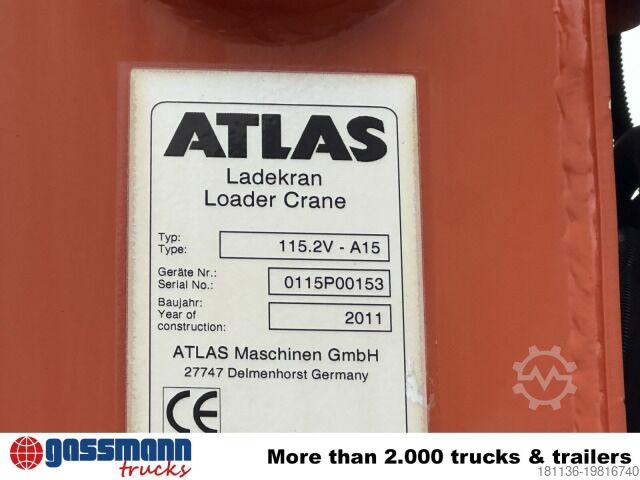 ATLAS
Ladekran
Loader Crane
Typ:
Type:
115.2V - A15
Geräte Nr.:
Serial No.:
0115P00153
Baujahr:
Year of
construction:
2011
ATLAS Maschinen GmbH
27747 Delmenhorst Germany
CE
gassmann
trucks
More than 2.000 trucks & trailers
181136-19816740